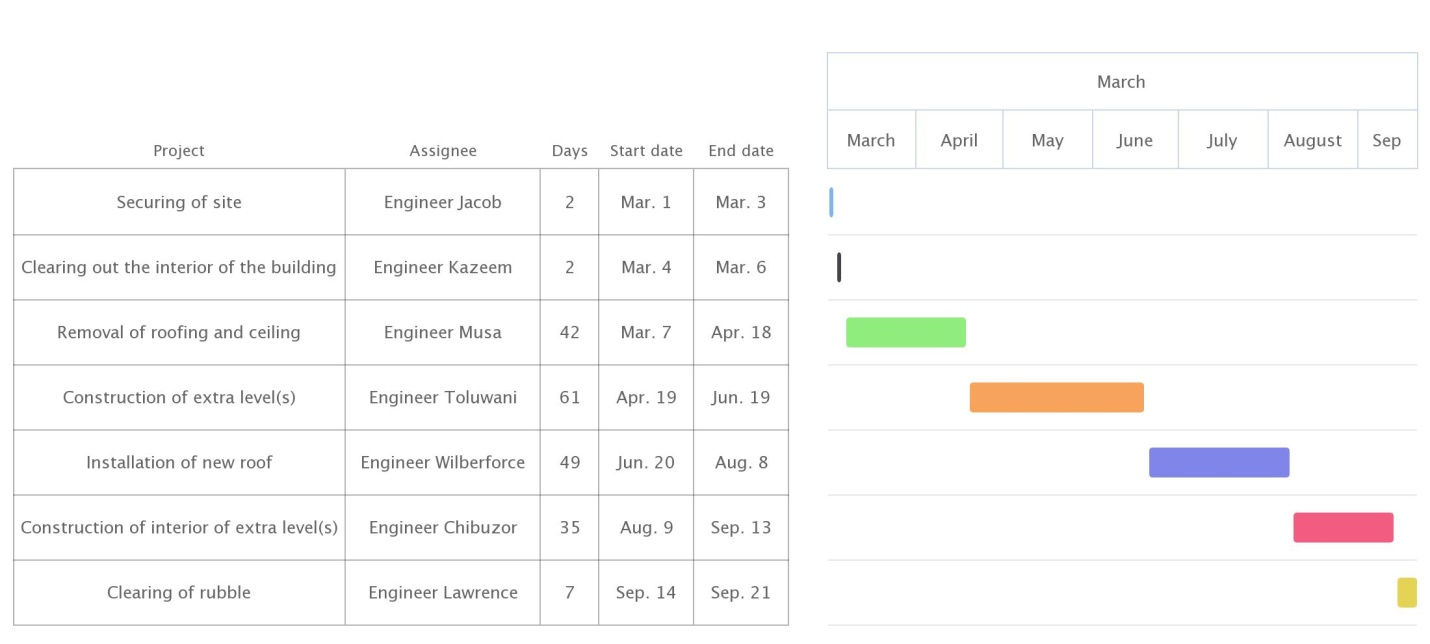 March
March April May June July August Sep
Project Assignee Days Start date End date
Securing of site Engineer Jacob 2 Mar. 1 Mar. 3
Clearing out the interior of the building Engineer Kazeem 2 Mar. 4 Mar. 6
Removal of roofing and ceiling Engineer Musa 42 Mar. 7 Apr. 18
Construction of extra level(s) Engineer Toluwani 61 Apr. 19 Jun. 19
Installation of new roof Engineer Wilberforce 49 Jun. 20 Aug. 8
Construction of interior of extra level(s) Engineer Chibuzor 35 Aug. 9 Sep. 13
Clearing of rubble Engineer Lawrence 7 Sep. 14 Sep. 21